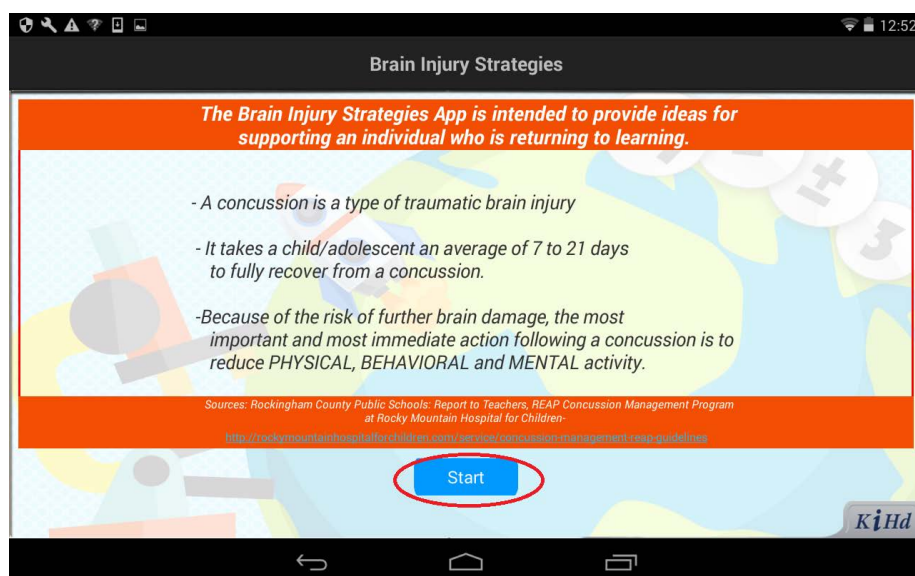 12:52
Brain Injury Strategies
The Brain Injury Strategies App is intended to provide ideas for
supporting an individual who is returning to learning.
- A concussion is a type of traumatic brain injury
- It takes a child/adolescent an average of 7 to 21 days
to fully recover from a concussion.
-Because of the risk of further brain damage, the most
important and most immediate action following a concussion is to
reduce PHYSICAL, BEHAVIORAL and MENTAL activity.
Sources: Rockingham County Public Schools: Report to Teachers, REAP Concussion Management Program
at Rocky Mountain Hospital for Children-
http://rockymountainhospitalforchildren.com/service/concussion-management-reap-guidelines
Start
KiHd